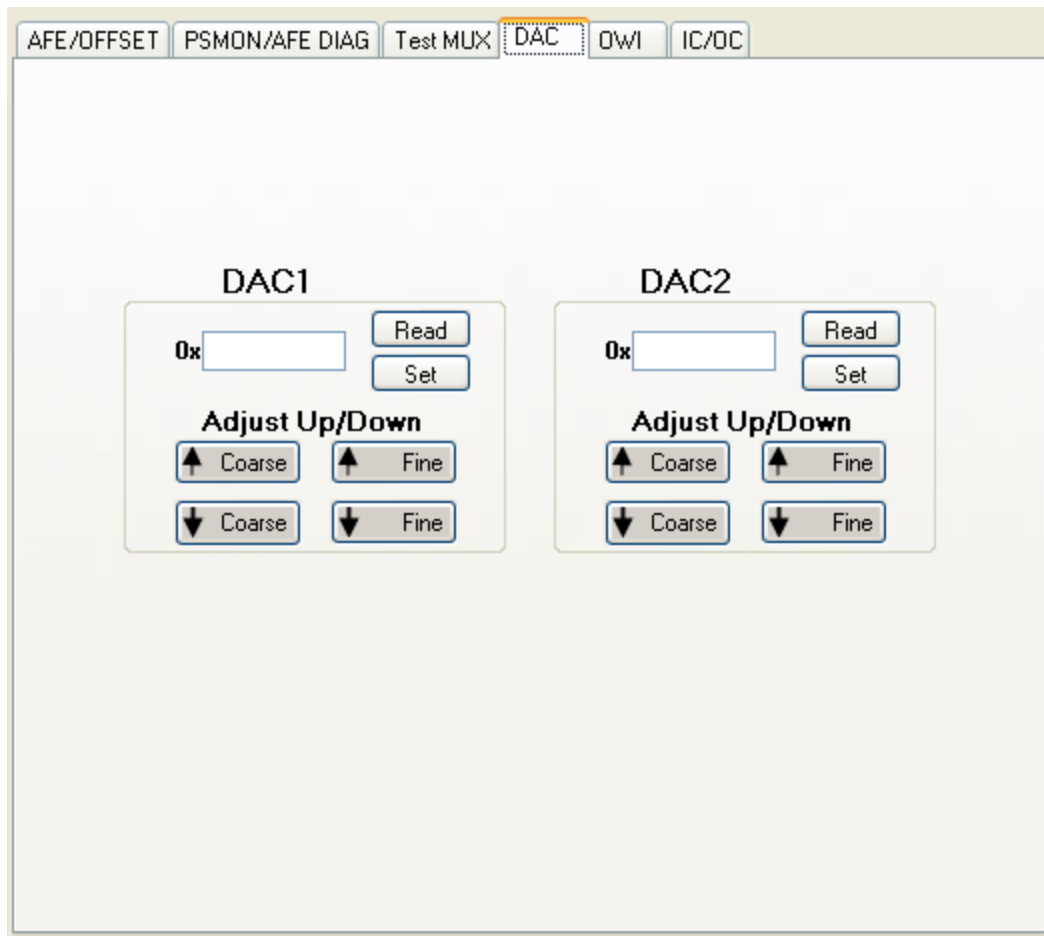 AFE/OFFSET PSMON/AFE DIAG Test MUX DAC OWI IC/OC
DAC1
0x Read
Set
Adjust Up/Down
Coarse Fine
Coarse Fine
DAC2
0x Read
Set
Adjust Up/Down
Coarse Fine
Coarse Fine